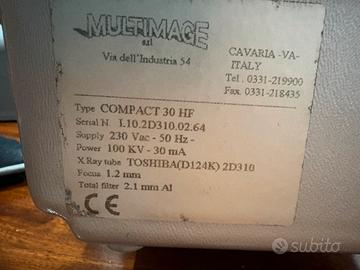 MULTIMAGE
srl
Via dell'Industria 54
CAVARIA -VA-
ITALY
Tel. 0331-219900
Fax. 0331-218435
Type COMPACT 30 HF
Serial N. I.10.2D310.02.64
Supply 230 Vac - 50 Hz -
Power 100 KV - 30 mA
X Ray tube TOSHIBA(D124K) 2D310
Focus 1.2 mm
Total filter 2.1 mm Al
CE
subito